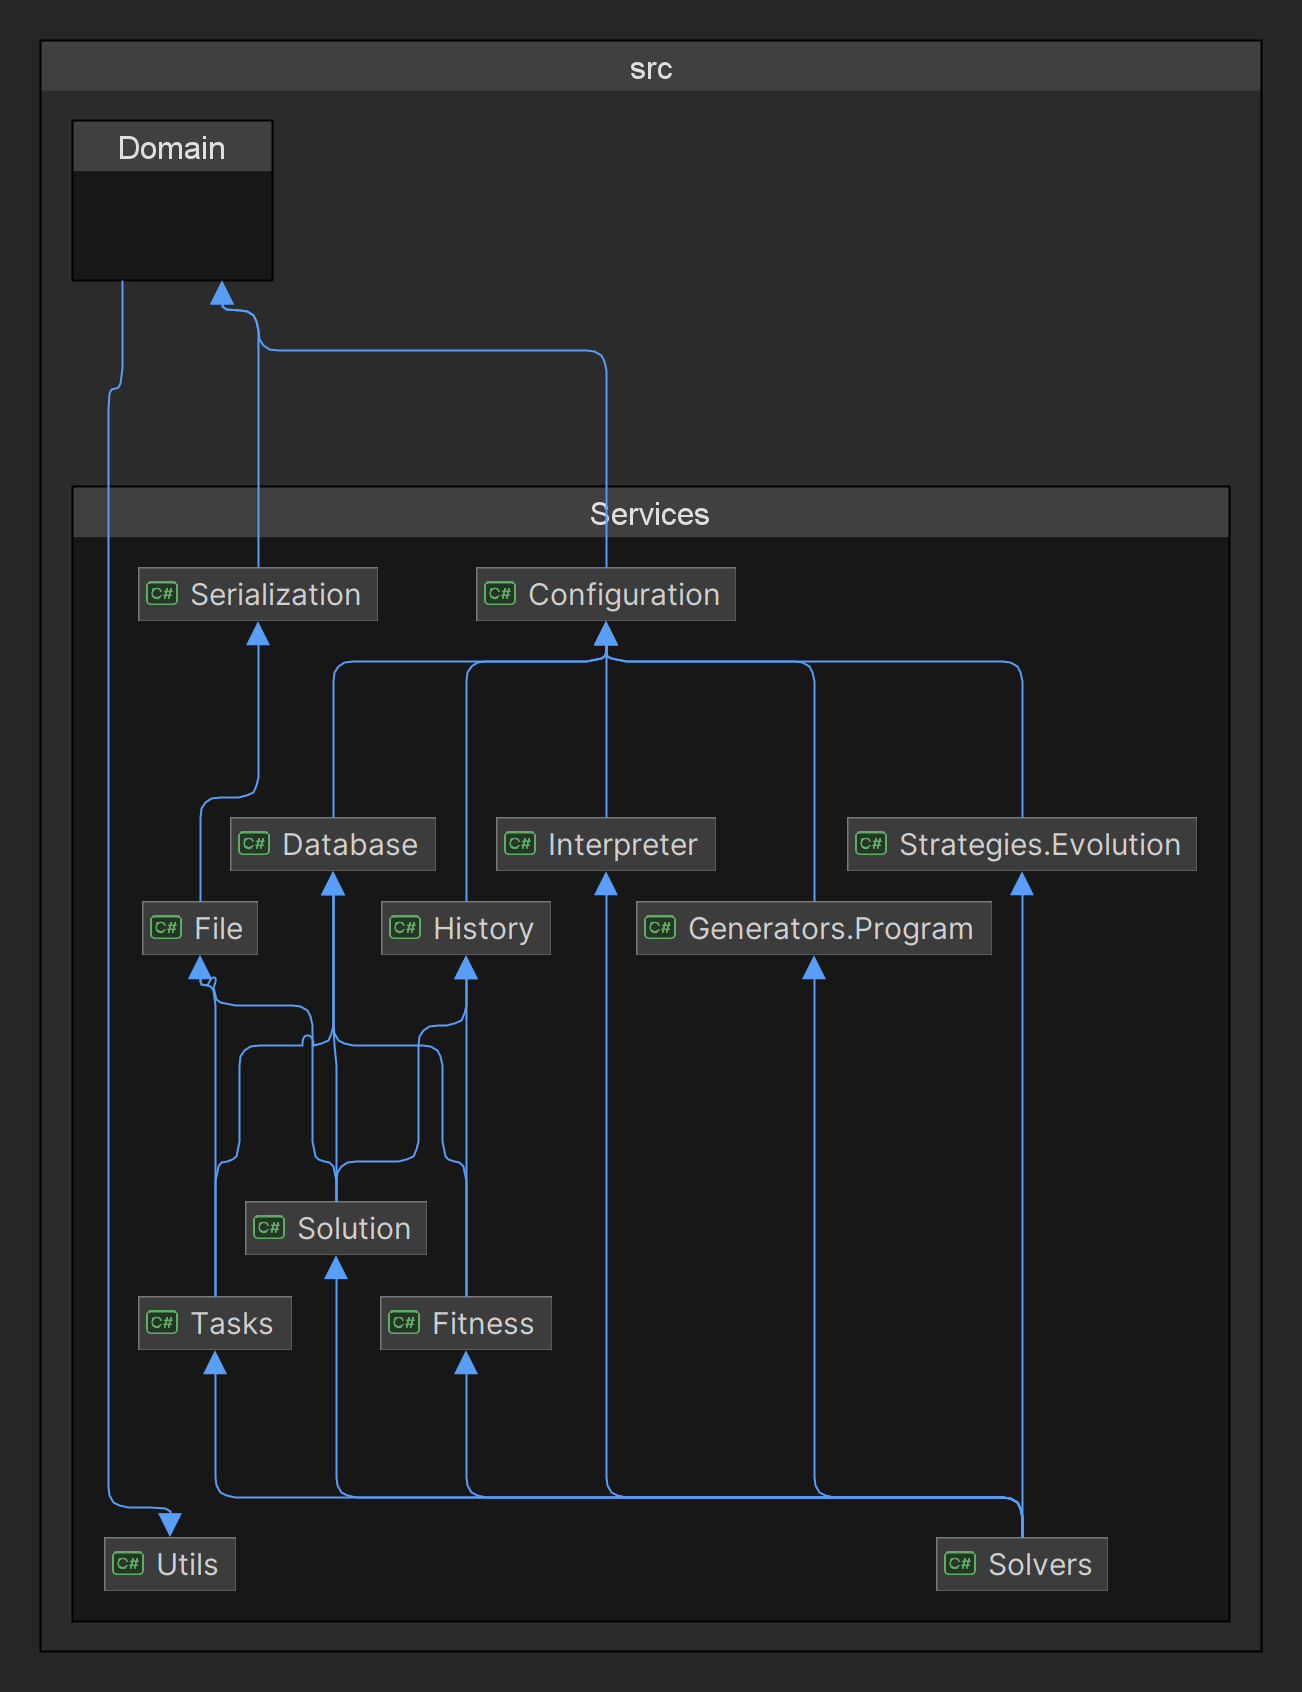 src
Domain
Services
C# Serialization
C# Configuration
C# Database
C# Interpreter
C# Strategies.Evolution
C# File
C# History
C# Generators.Program
C# Solution
C# Tasks
C# Fitness
C# Utils
C# Solvers